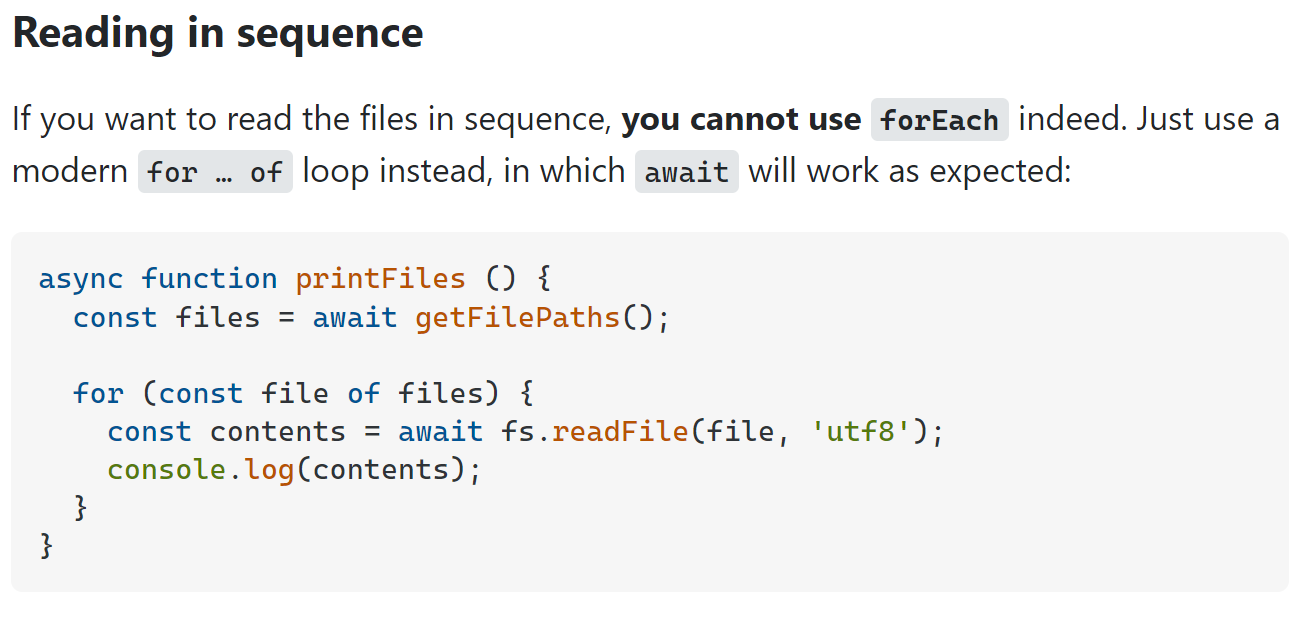 Reading in sequence
If you want to read the files in sequence, you cannot use forEach indeed. Just use a
modern for … of loop instead, in which await will work as expected:
async function printFiles () {
  const files = await getFilePaths();

  for (const file of files) {
    const contents = await fs.readFile(file, 'utf8');
    console.log(contents);
  }
}